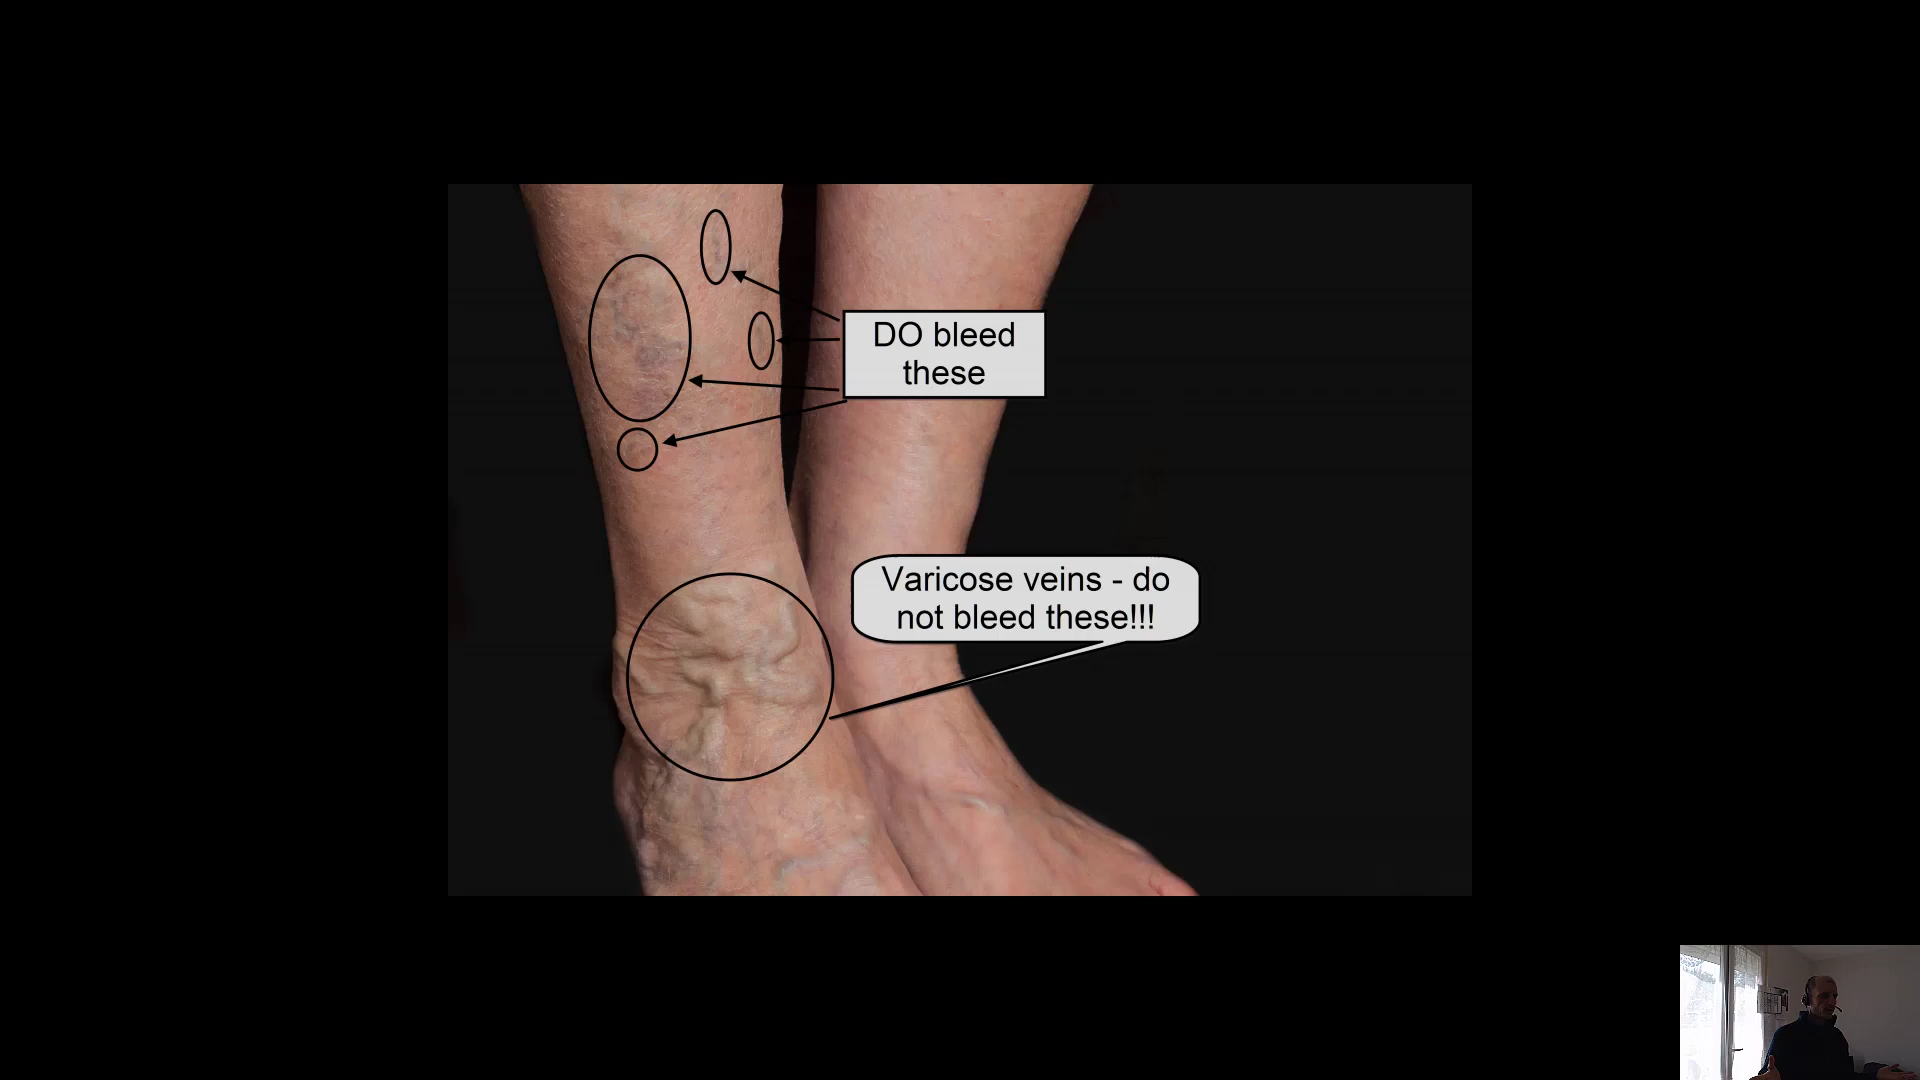 DO bleed
these
Varicose veins - do
not bleed these!!!